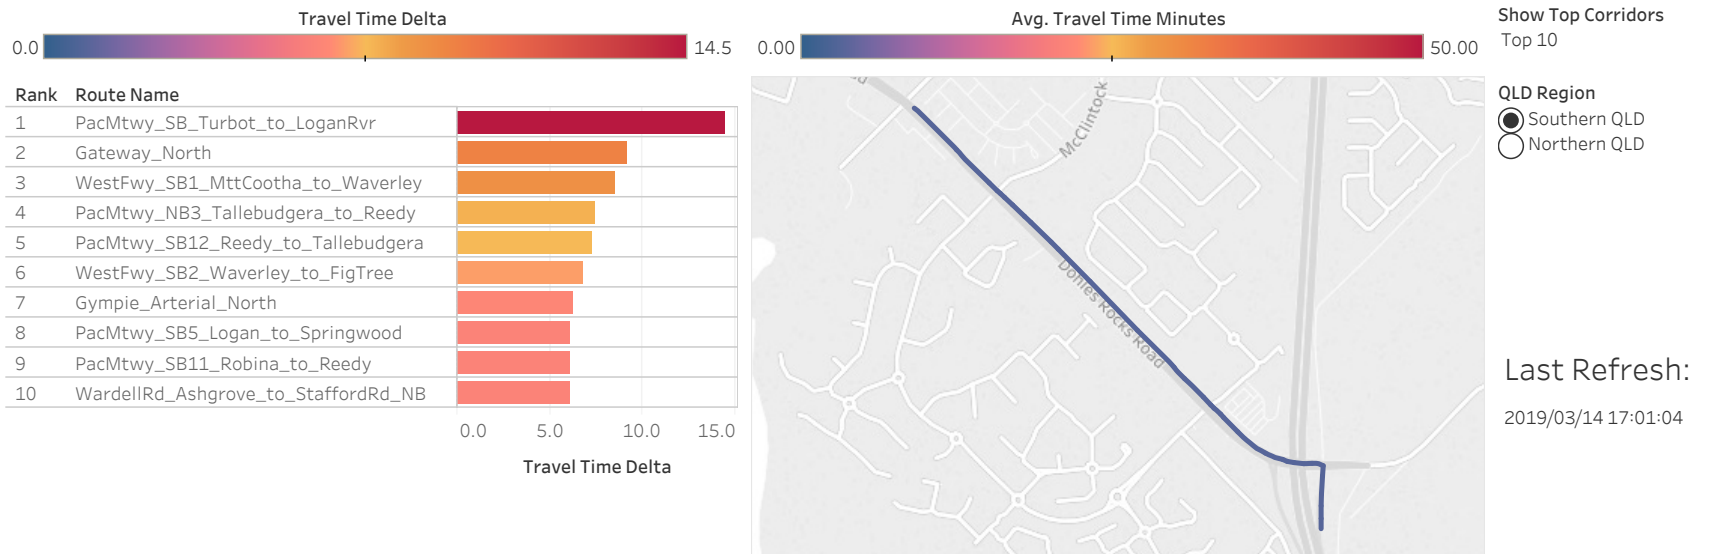 Travel Time Delta
0.0 14.5
Avg. Travel Time Minutes
0.00 50.00
Show Top Corridors
Top 10
QLD Region
Southern QLD
Northern QLD
Rank Route Name
1 PacMtwy_SB_Turbot_to_LoganRvr
2 Gateway_North
3 WestFwy_SB1_MttCootha_to_Waverley
4 PacMtwy_NB3_Tallebudgera_to_Reedy
5 PacMtwy_SB12_Reedy_to_Tallebudgera
6 WestFwy_SB2_Waverley_to_FigTree
7 Gympie_Arterial_North
8 PacMtwy_SB5_Logan_to_Springwood
9 PacMtwy_SB11_Robina_to_Reedy
10 WardellRd_Ashgrove_to_StaffordRd_NB
0.0 5.0 10.0 15.0
Travel Time Delta
McClintock
Dohles Rocks Road
Last Refresh:
2019/03/14 17:01:04